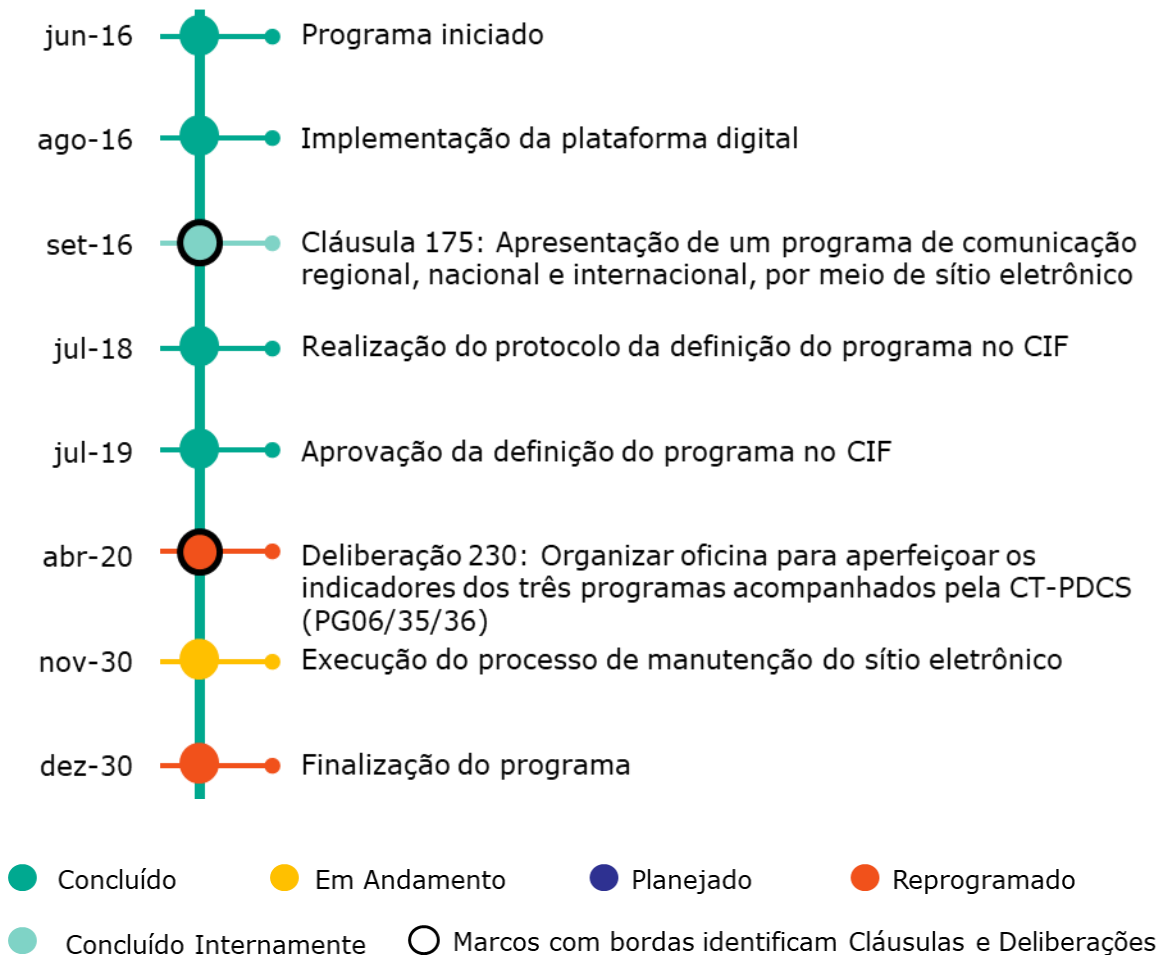 jun-16 Programa iniciado
ago-16 Implementação da plataforma digital
set-16 Cláusula 175: Apresentação de um programa de comunicação
regional, nacional e internacional, por meio de sítio eletrônico
jul-18 Realização do protocolo da definição do programa no CIF
jul-19 Aprovação da definição do programa no CIF
abr-20 Deliberação 230: Organizar oficina para aperfeiçoar os
indicadores dos três programas acompanhados pela CT-PDCS
(PG06/35/36)
nov-30 Execução do processo de manutenção do sítio eletrônico
dez-30 Finalização do programa
Concluído Em Andamento Planejado Reprogramado
Concluído Internamente Marcos com bordas identificam Cláusulas e Deliberações